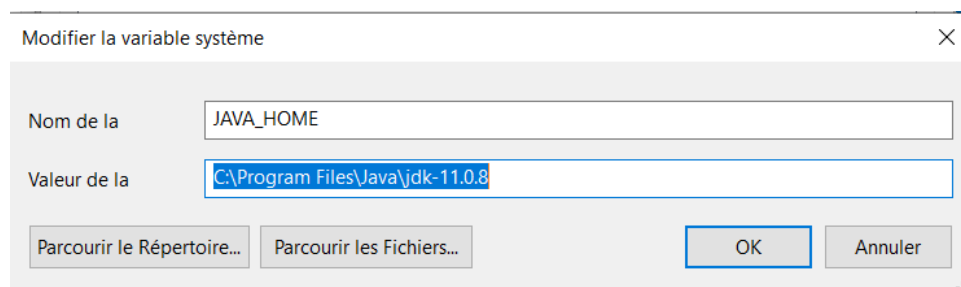 Modifier la variable système
Nom de la JAVA_HOME
Valeur de la C:\Program Files\Java\jdk-11.0.8
Parcourir le Répertoire... Parcourir les Fichiers... OK Annuler